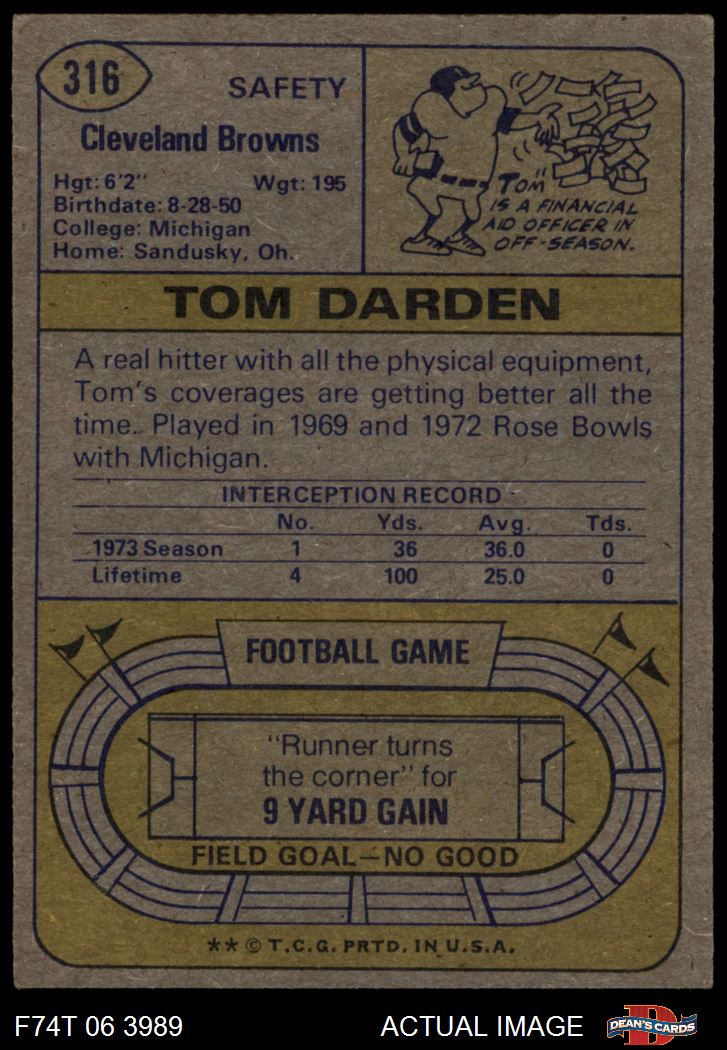 316
SAFETY
Cleveland Browns
Hgt: 6'2" Wgt: 195
Birthdate: 8-28-50
College: Michigan
Home: Sandusky, Oh.
TOM
IS A FINANCIAL
AID OFFICER IN
OFF-SEASON.
TOM DARDEN
A real hitter with all the physical equipment,
Tom's coverages are getting better all the
time. Played in 1969 and 1972 Rose Bowls
with Michigan.
INTERCEPTION RECORD
No. Yds. Avg. Tds.
1973 Season 1 36 36.0 0
Lifetime 4 100 25.0 0
FOOTBALL GAME
"Runner turns
the corner" for
9 YARD GAIN
FIELD GOAL—NO GOOD
** © T.C.G. PRTD. IN U.S.A.
F74T 06 3989 ACTUAL IMAGE DEAN'S CARDS